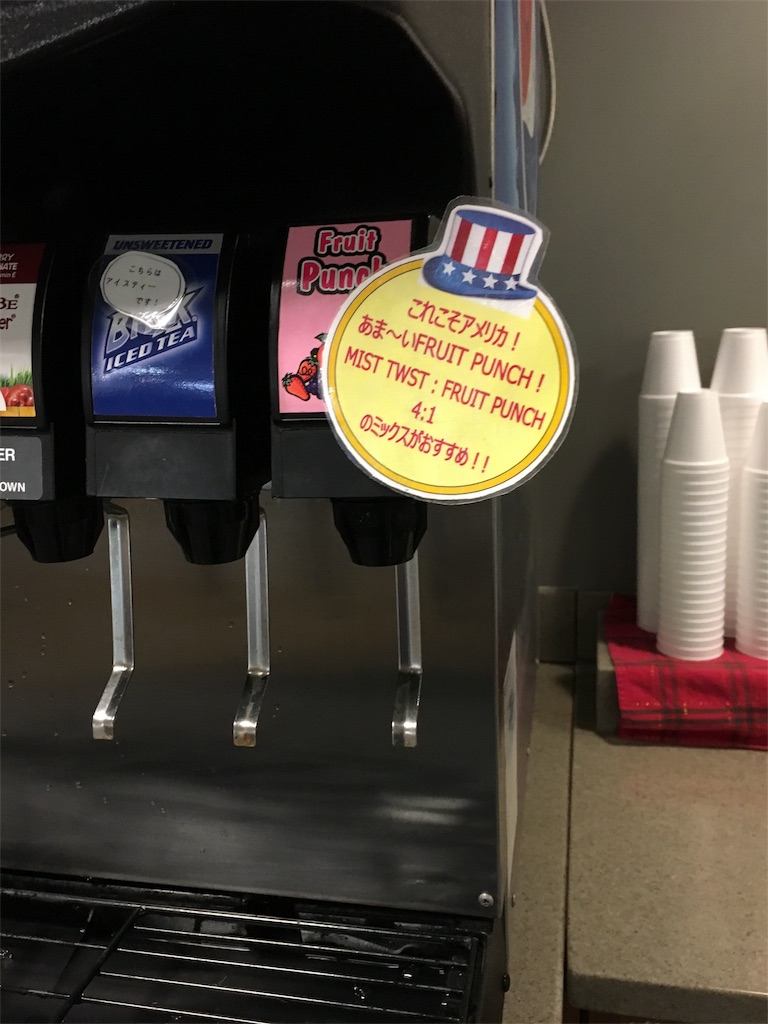 UNSWEETENED
こちらは
アイスティー
です!
ICED TEA
Fruit
Punch
これこそアメリカ!
あま〜いFRUIT PUNCH!
MIST TWST : FRUIT PUNCH
4:1
のミックスがおすすめ!!
ER
OWN